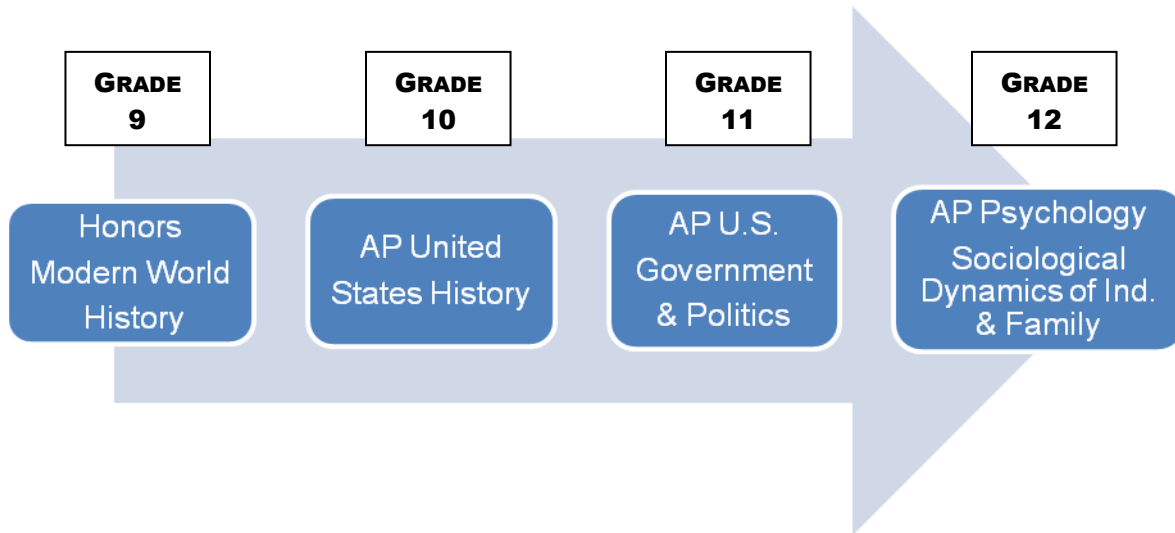 GRADE
9
GRADE
10
GRADE
11
GRADE
12
Honors
Modern World
History
AP United
States History
AP U.S.
Government
& Politics
AP Psychology
Sociological
Dynamics of Ind.
& Family